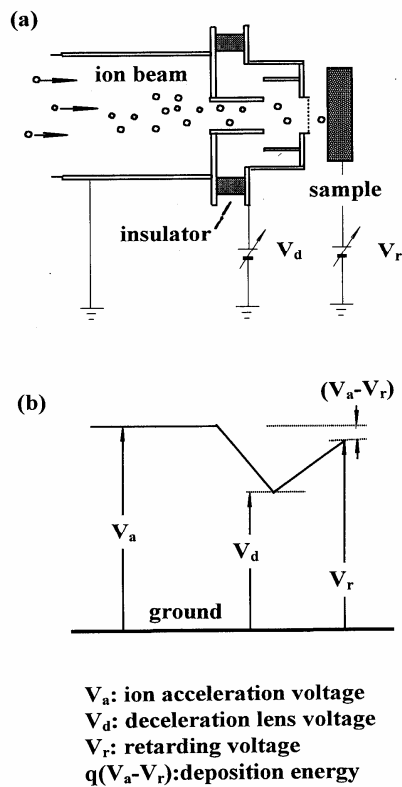 (a)
ion beam
sample
insulator
V_d
V_r
(b)
(V_a-V_r)
V_a
V_d
V_r
ground
V_a: ion acceleration voltage
V_d: deceleration lens voltage
V_r: retarding voltage
q(V_a-V_r):deposition energy